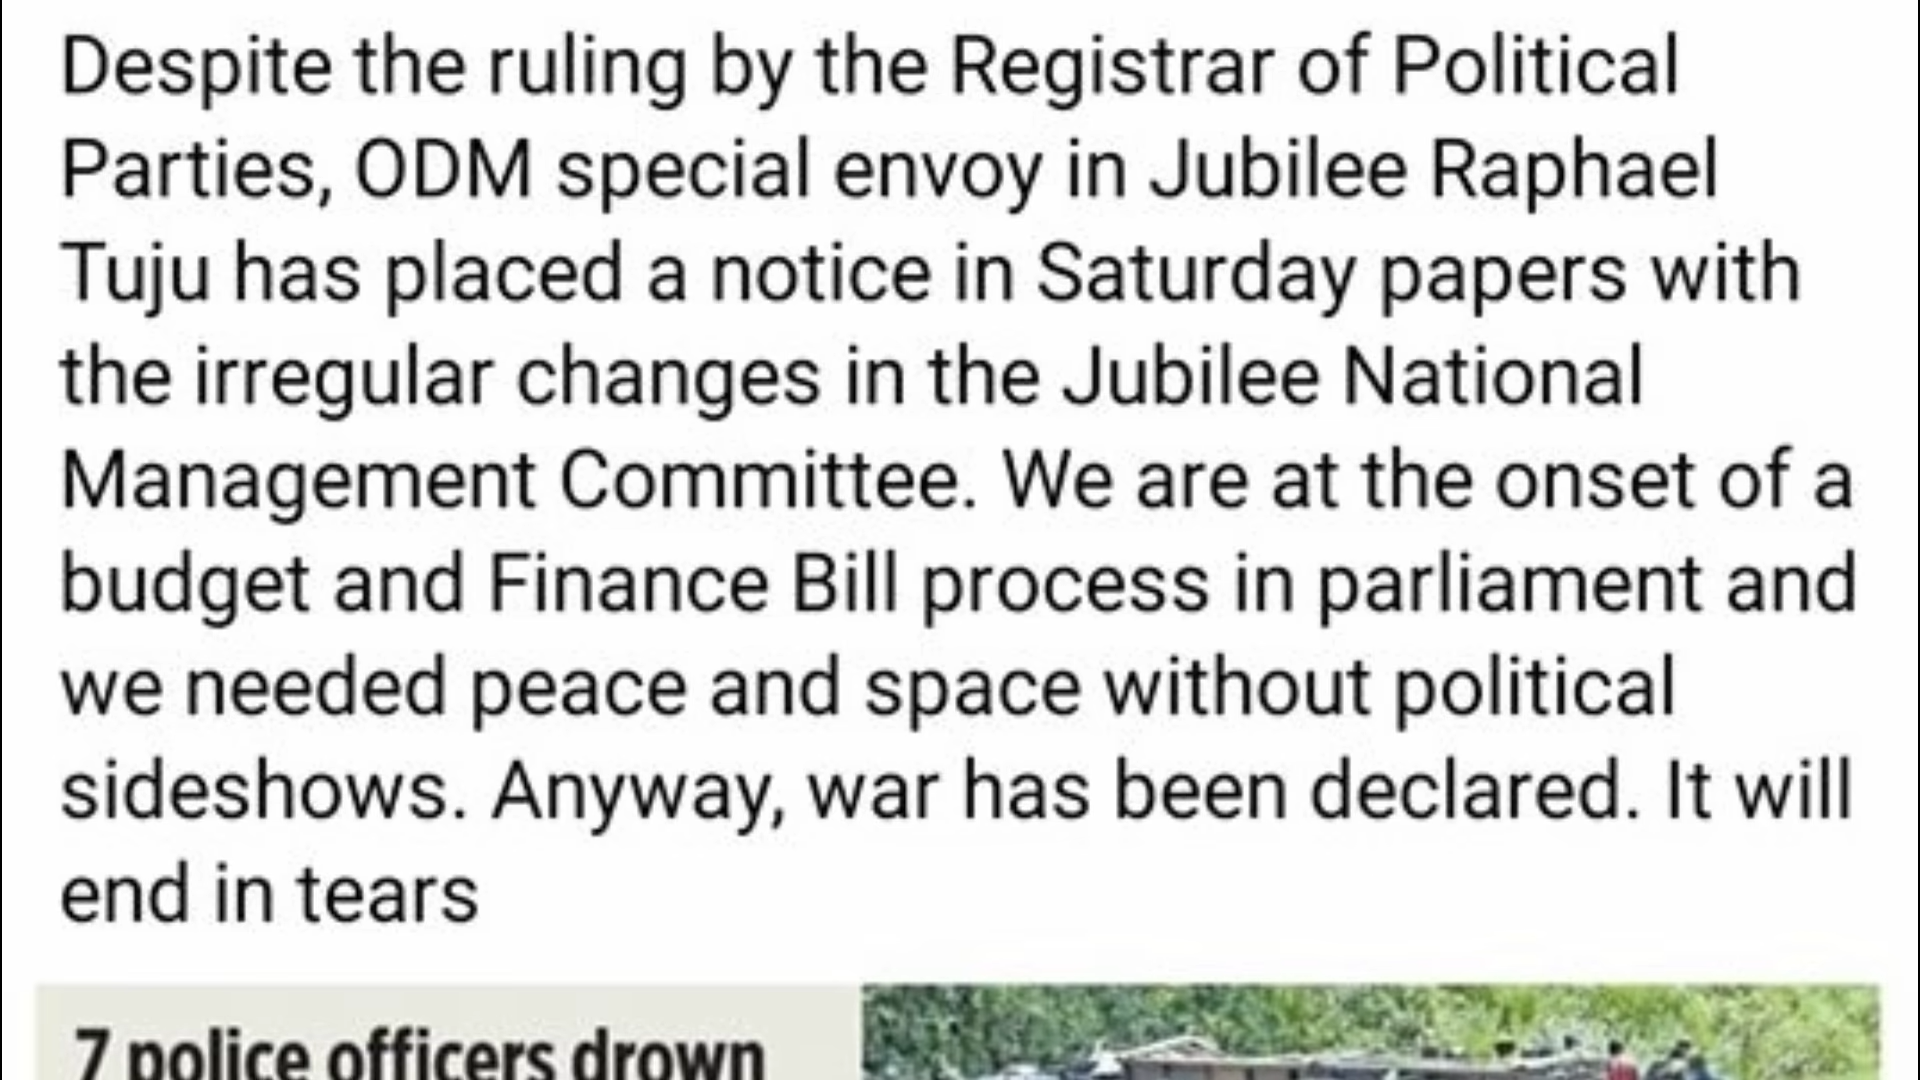 Despite the ruling by the Registrar of Political
Parties, ODM special envoy in Jubilee Raphael
Tuju has placed a notice in Saturday papers with
the irregular changes in the Jubilee National
Management Committee. We are at the onset of a
budget and Finance Bill process in parliament and
we needed peace and space without political
sideshows. Anyway, war has been declared. It will
end in tears
7 police officers drown